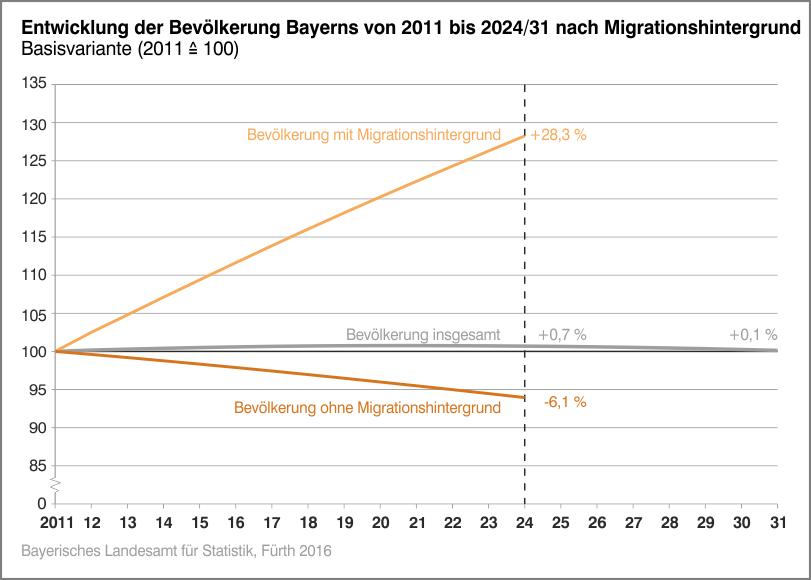 Entwicklung der Bevölkerung Bayerns von 2011 bis 2024/31 nach Migrationshintergrund
Basisvariante (2011 ≙ 100)
135
130
Bevölkerung mit Migrationshintergrund +28,3 %
125
120
115
110
105
Bevölkerung insgesamt +0,7 % +0,1 %
100
95
Bevölkerung ohne Migrationshintergrund -6,1 %
90
85
0
2011 12 13 14 15 16 17 18 19 20 21 22 23 24 25 26 27 28 29 30 31
Bayerisches Landesamt für Statistik, Fürth 2016